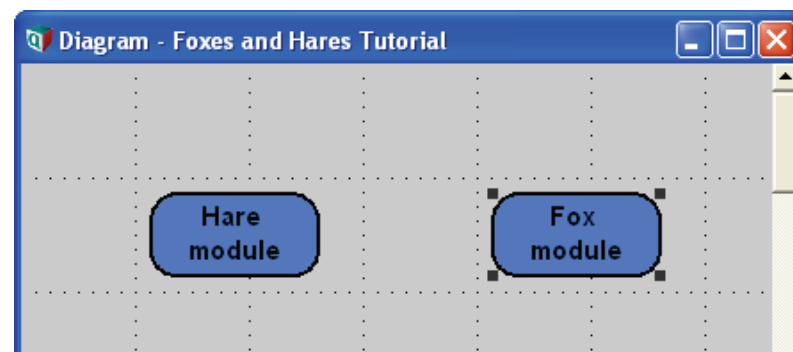 Diagram - Foxes and Hares Tutorial
Hare
module
Fox
module